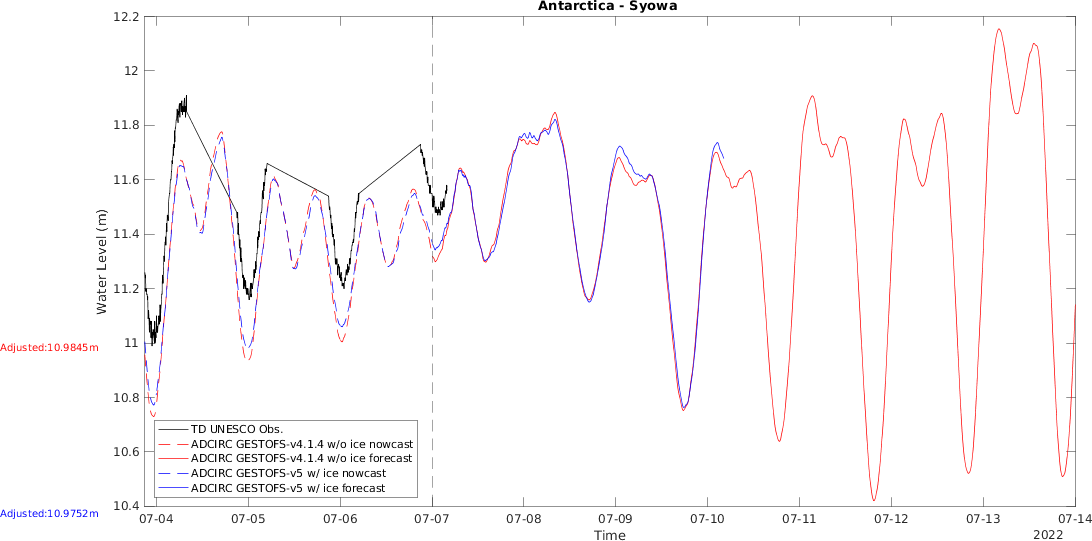 Antarctica - Syowa
12.2
12
11.8
11.6
11.4
11.2
11
10.8
10.6
10.4
Water Level (m)
Adjusted:10.9845m
Adjusted:10.9752m
TD UNESCO Obs.
ADCIRC GESTOFS-v4.1.4 w/o ice nowcast
ADCIRC GESTOFS-v4.1.4 w/o ice forecast
ADCIRC GESTOFS-v5 w/ ice nowcast
ADCIRC GESTOFS-v5 w/ ice forecast
07-04 07-05 07-06 07-07 07-08 07-09 07-10 07-11 07-12 07-13 07-14
Time
2022